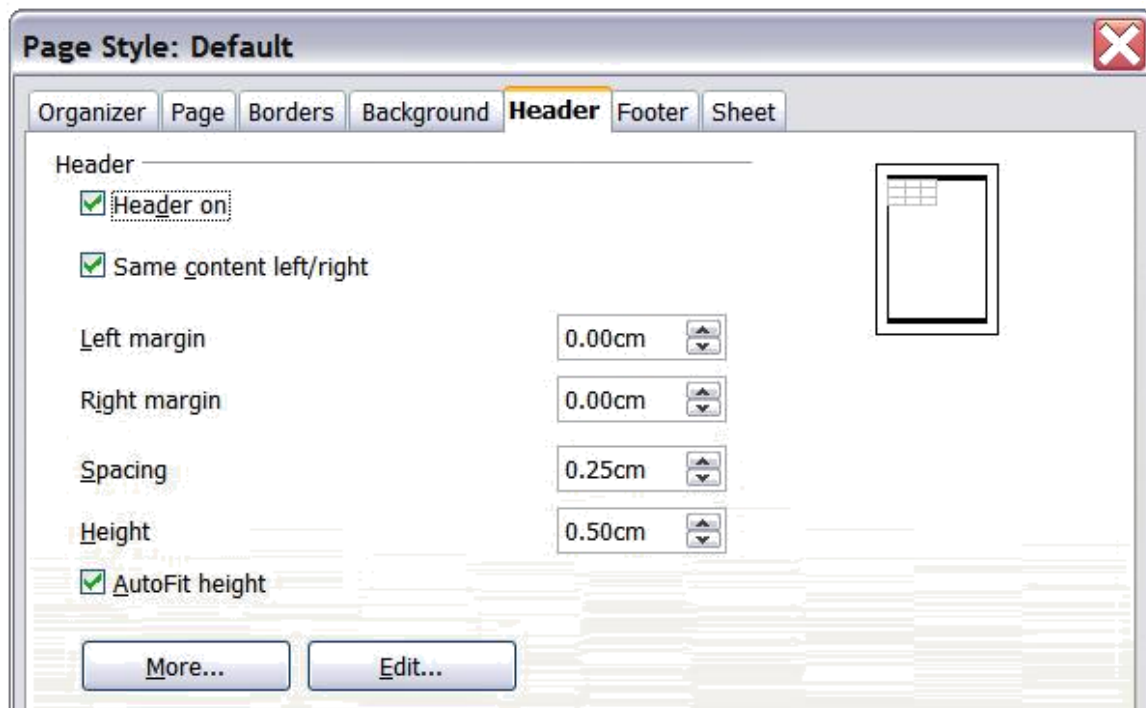 Page Style: Default
Organizer Page Borders Background Header Footer Sheet
Header
Header on
Same content left/right
Left margin 0.00cm
Right margin 0.00cm
Spacing 0.25cm
Height 0.50cm
AutoFit height
More... Edit...